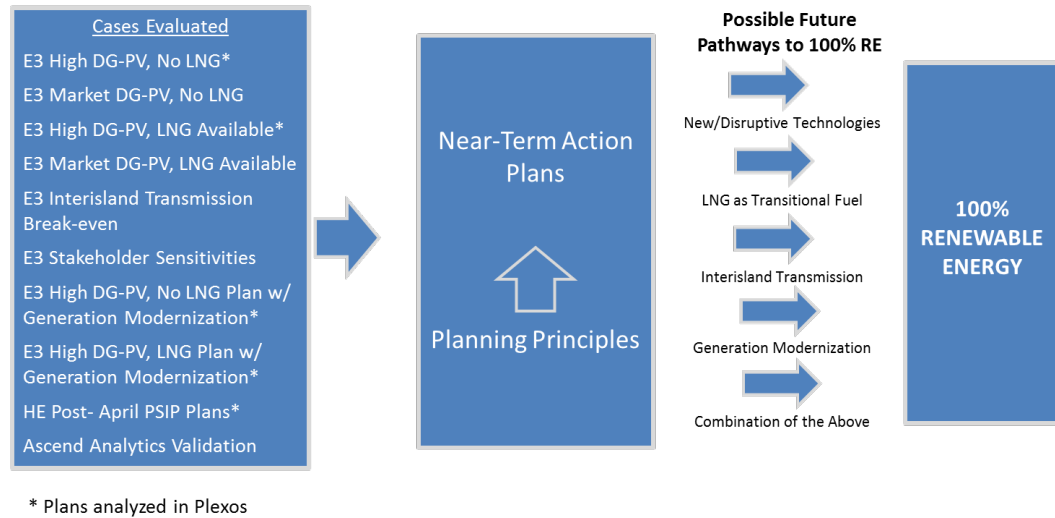 Cases Evaluated
E3 High DG-PV, No LNG*
E3 Market DG-PV, No LNG
E3 High DG-PV, LNG Available*
E3 Market DG-PV, LNG Available
E3 Interisland Transmission
Break-even
E3 Stakeholder Sensitivities
E3 High DG-PV, No LNG Plan w/
Generation Modernization*
E3 High DG-PV, LNG Plan w/
Generation Modernization*
HE Post- April PSIP Plans*
Ascend Analytics Validation
* Plans analyzed in Plexos
Near-Term Action
Plans
Planning Principles
Possible Future
Pathways to 100% RE
New/Disruptive Technologies
LNG as Transitional Fuel
Interisland Transmission
Generation Modernization
Combination of the Above
100%
RENEWABLE
ENERGY